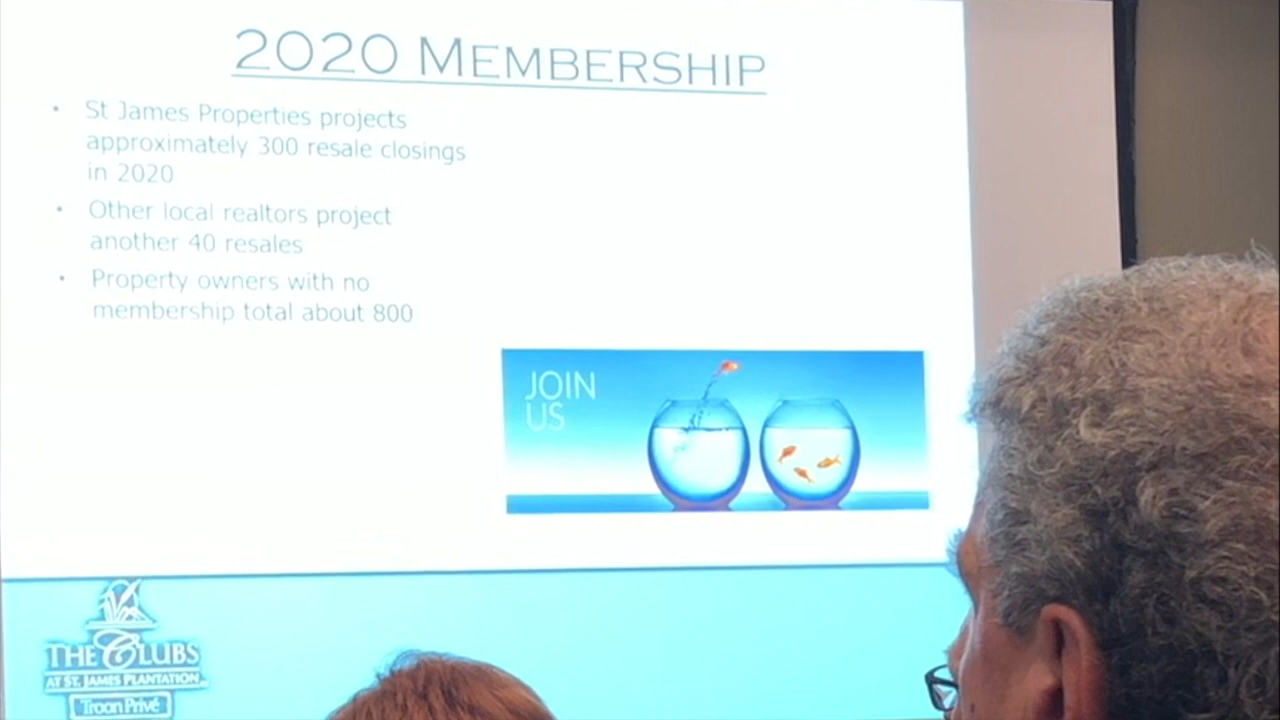 2020 MEMBERSHIP
• St James Properties projects
approximately 300 resale closings
in 2020
• Other local realtors project
another 40 resales
• Property owners with no
membership total about 800
JOIN
US
THE CLUBS
AT ST. JAMES PLANTATION
Troon Privé